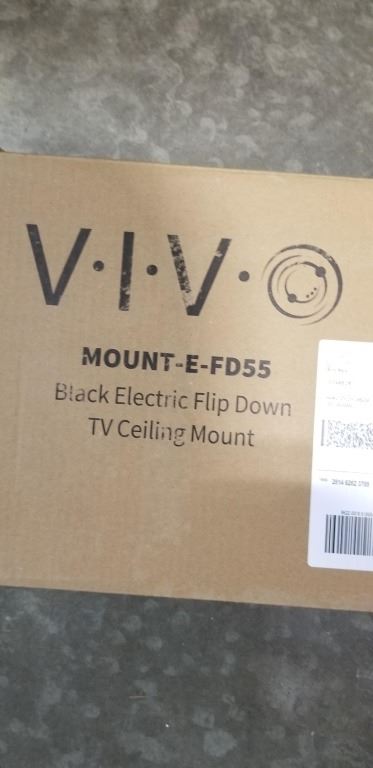 V·I·V·O
MOUNT-E-FD55
Black Electric Flip Down
TV Ceiling Mount